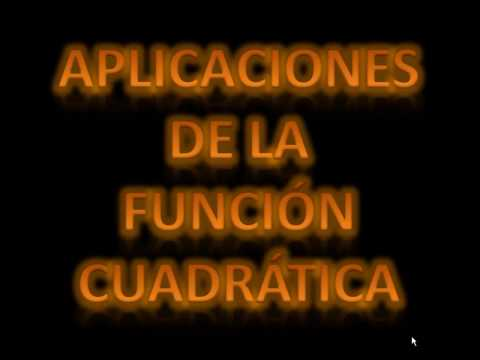 APLICACIONES
DE LA
FUNCIÓN
CUADRÁTICA